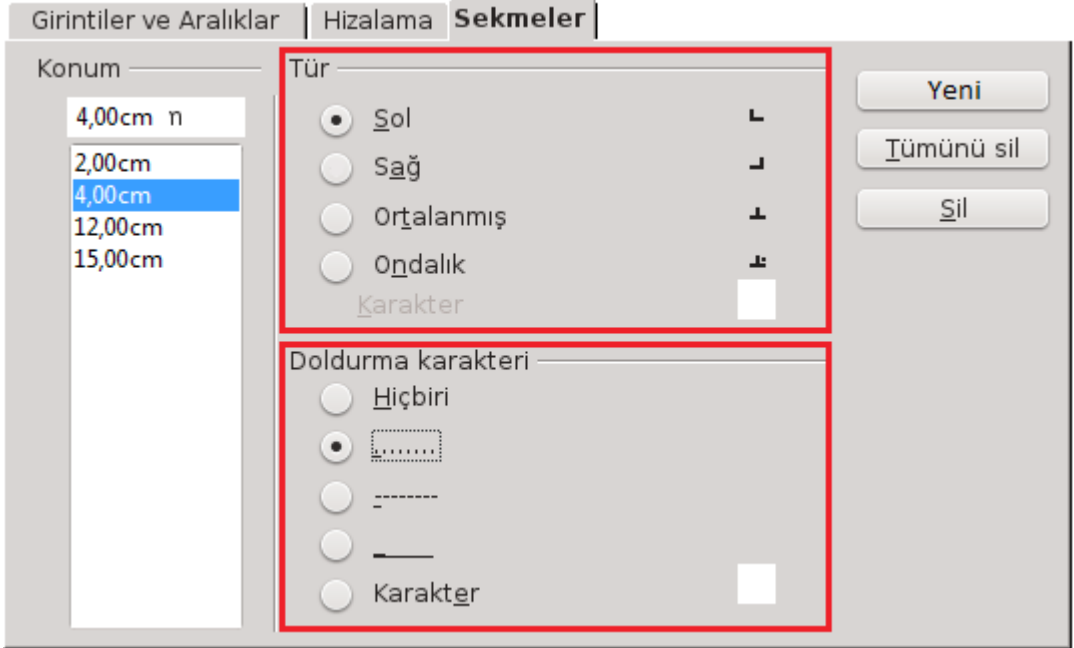 Girintiler ve Aralıklar Hizalama Sekmeler
Konum
4,00cm n
2,00cm
4,00cm
12,00cm
15,00cm
Tür
Sol
Sağ
Ortalanmış
Ondalık
Karakter
Doldurma karakteri
Hiçbiri
........
--------
______
Karakter
Yeni
Tümünü sil
Sil